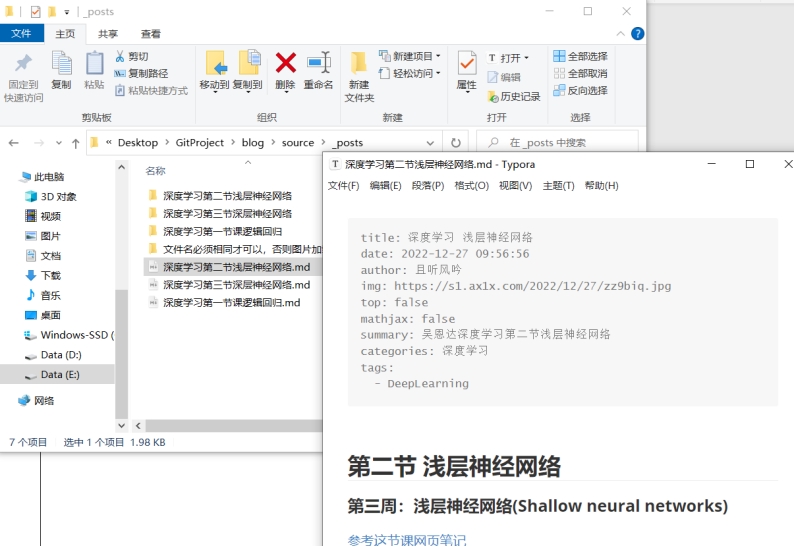 _posts
文件 主页 共享 查看
固定到快速访问
复制
粘贴
剪切
复制路径
粘贴快捷方式
剪贴板
移动到 复制到 删除 重命名
组织
新建文件夹
新建项目
轻松访问
新建
属性
打开
编辑
历史记录
打开
全部选择
全部取消
反向选择
选择
« Desktop > GitProject > blog > source > _posts
在 _posts 中搜索
此电脑
3D 对象
视频
图片
文档
下载
音乐
桌面
Windows-SSD (
Data (D:)
Data (E:)
网络
名称
深度学习第二节浅层神经网络
深度学习第三节深层神经网络
深度学习第一节课逻辑回归
文件名必须相同才可以，否则图片加
深度学习第二节浅层神经网络.md
深度学习第三节深层神经网络.md
深度学习第一节课逻辑回归.md
7 个项目 选中 1 个项目 1.98 KB
T 深度学习第二节浅层神经网络.md - Typora
文件(F) 编辑(E) 段落(P) 格式(O) 视图(V) 主题(T) 帮助(H)
title: 深度学习 浅层神经网络
date: 2022-12-27 09:56:56
author: 且听风吟
img: https://s1.ax1x.com/2022/12/27/zz9biq.jpg
top: false
mathjax: false
summary: 吴恩达深度学习第二节浅层神经网络
categories: 深度学习
tags:
- DeepLearning
第二节 浅层神经网络
第三周：浅层神经网络(Shallow neural networks)
参考这节课网页笔记